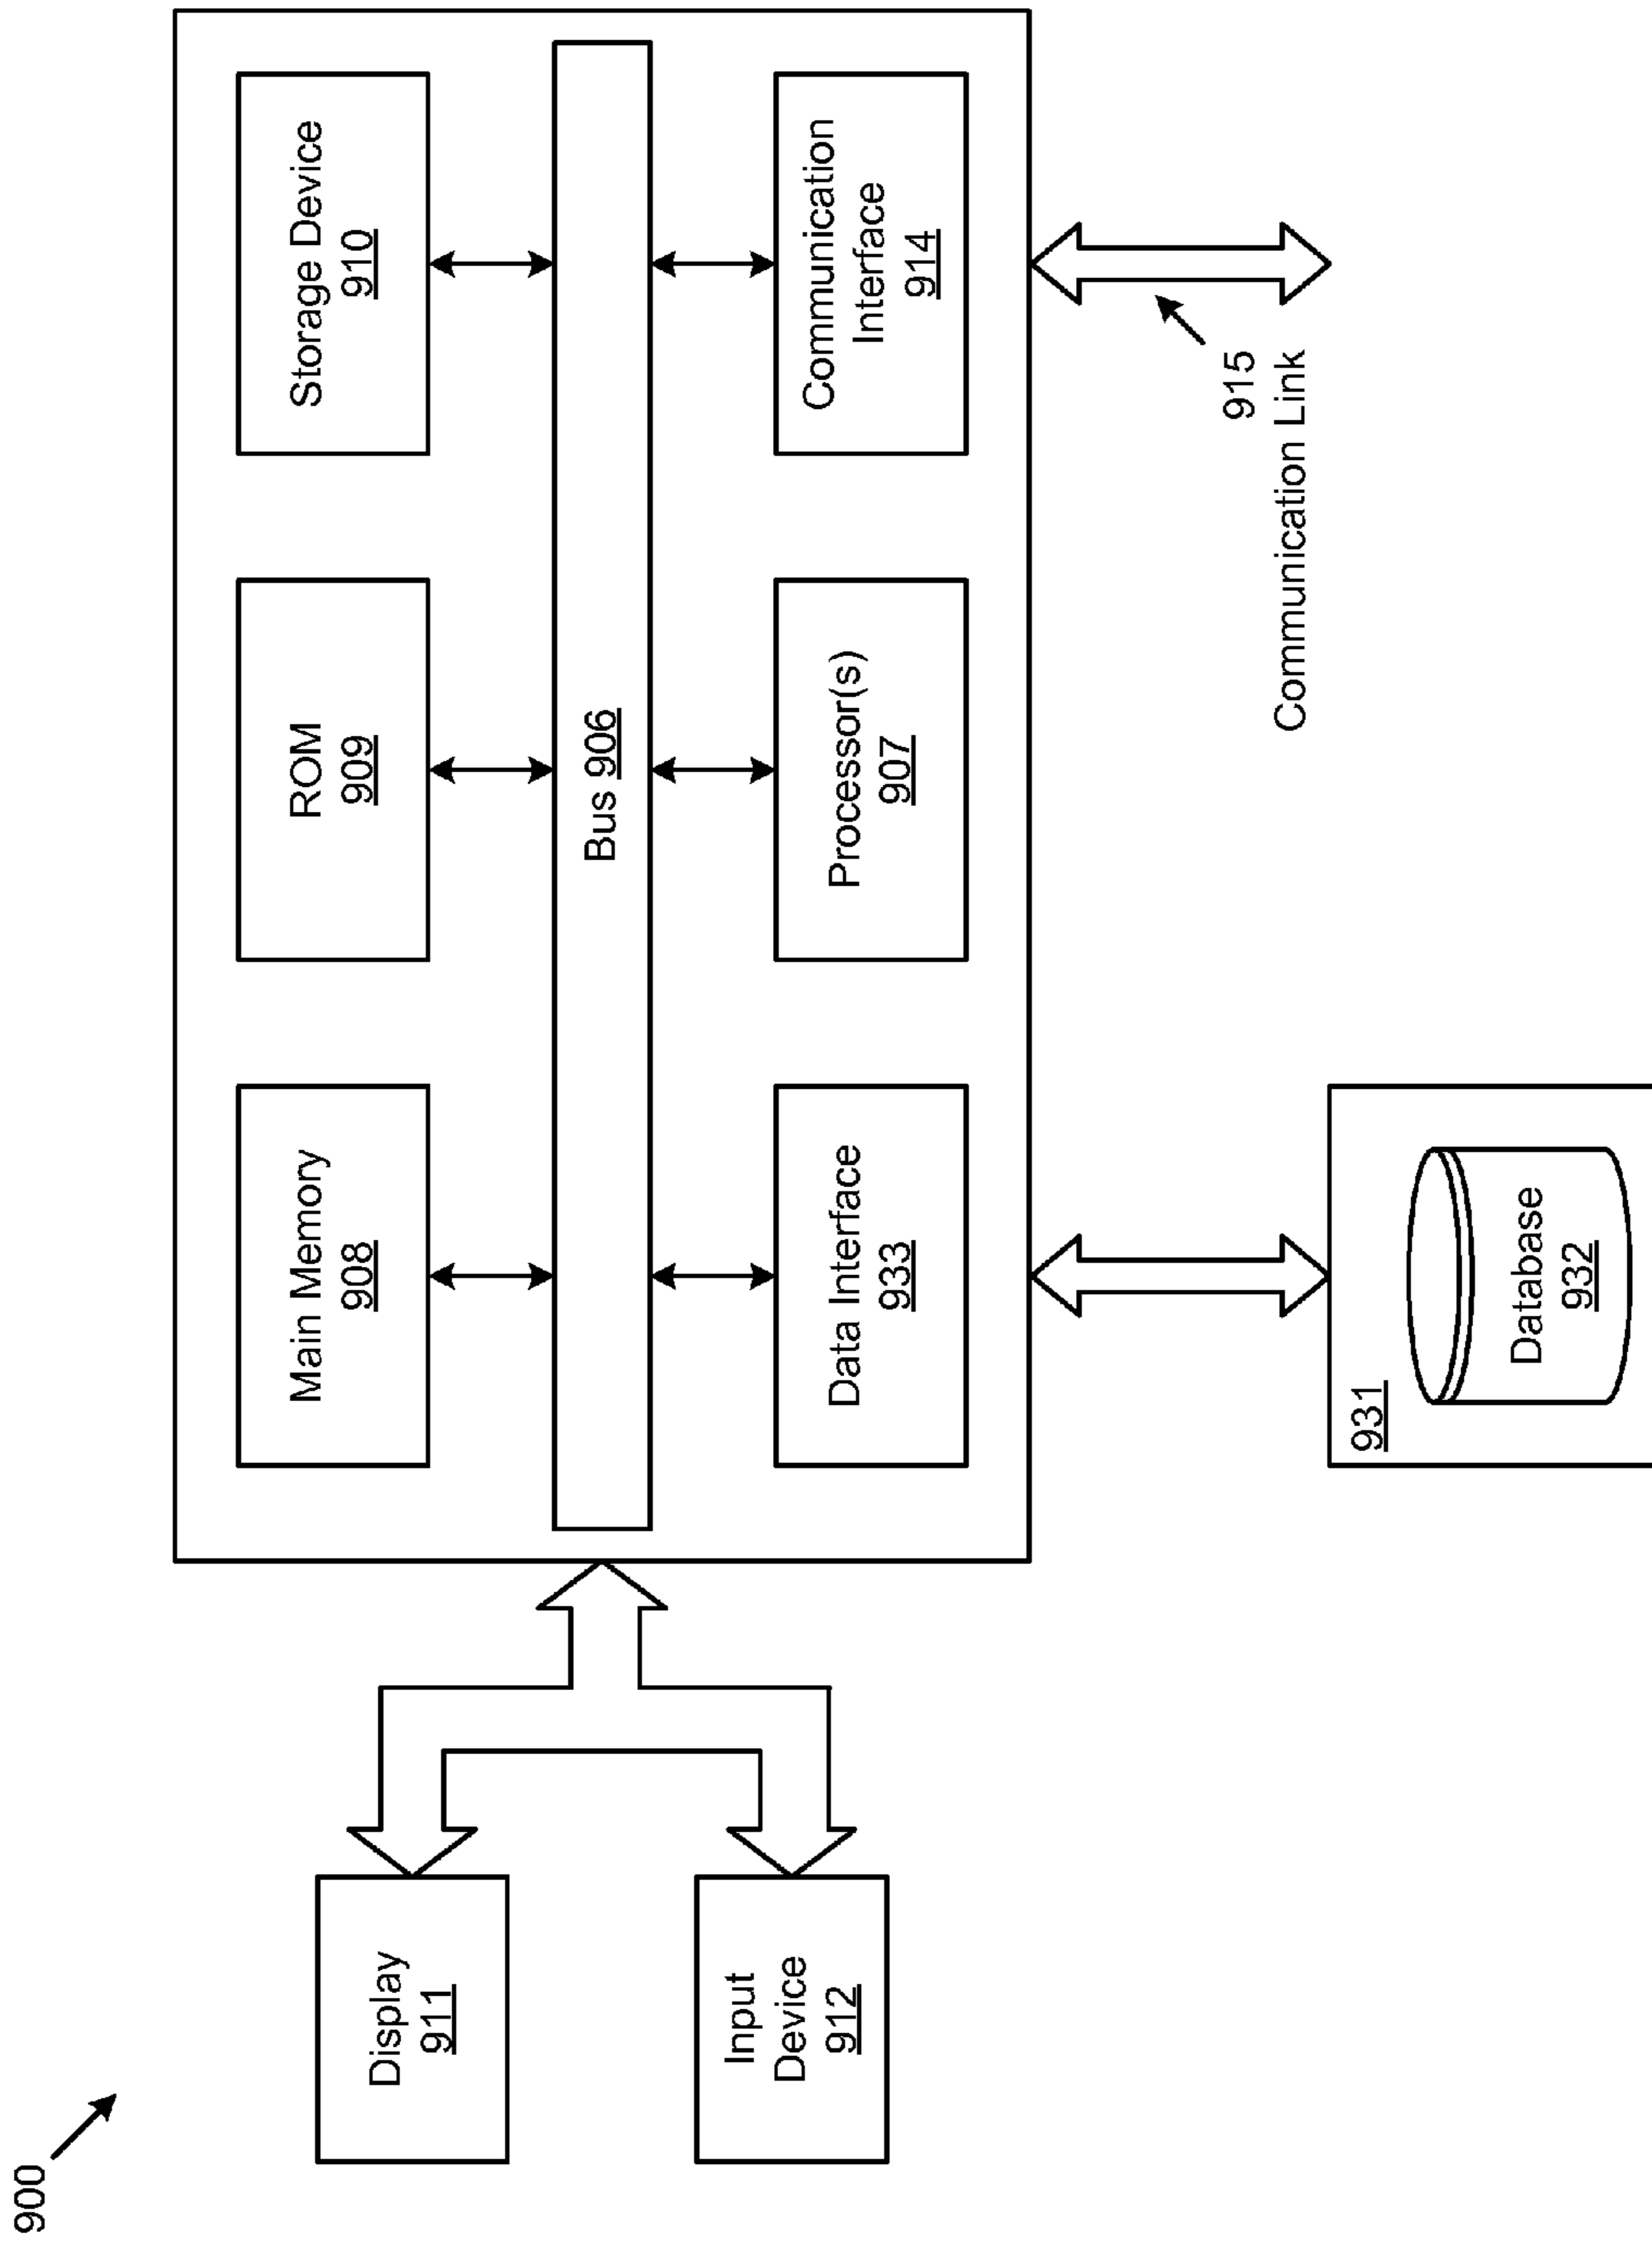 900
Main Memory
908
ROM
909
Storage Device
910
Display
911
Bus 906
Input
Device
912
Data Interface
933
Processor(s)
907
Communication
Interface
914
915
Communication Link
931
Database
932